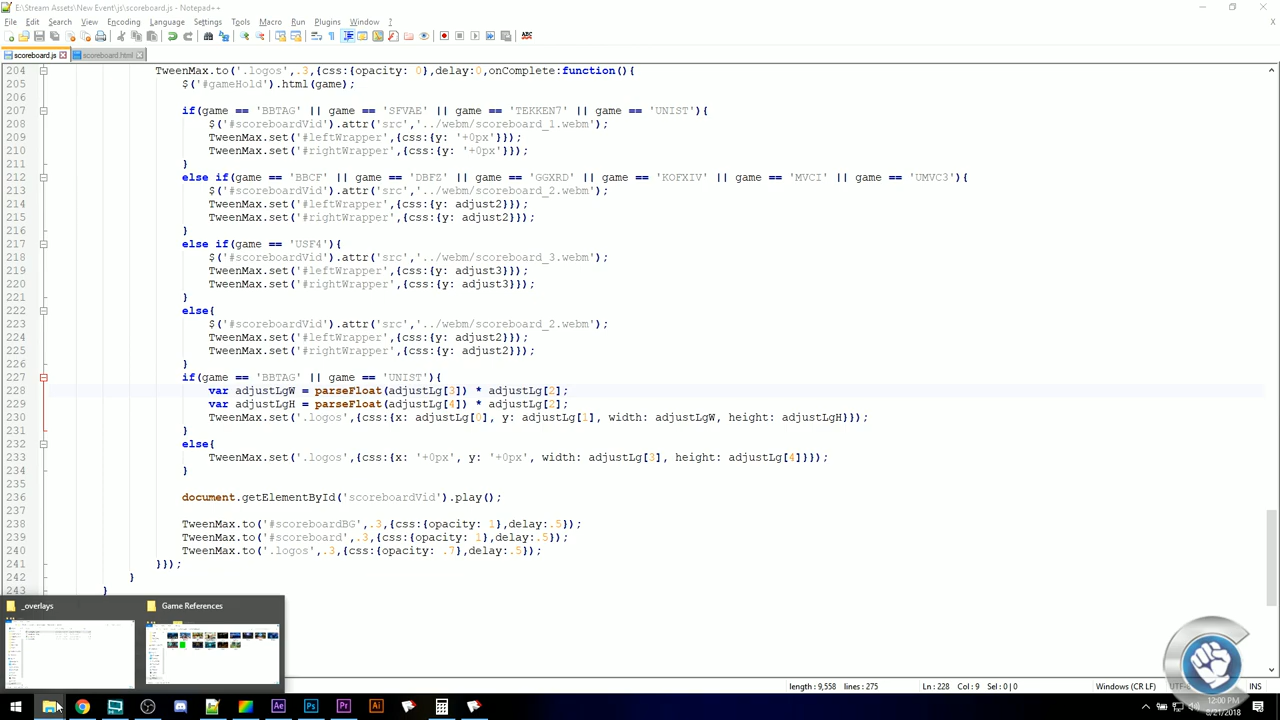 E:\Stream Assets\New Event\js\scoreboard.js - Notepad++
File Edit Search View Encoding Language Settings Tools Macro Run Plugins Window ?
scoreboard.js scoreboard.html
204 TweenMax.to('.logos',.3,{css:{opacity: 0},delay:0,onComplete:function(){
205 $('#gameHold').html(game);
206
207 if(game == 'BBTAG' || game == 'SFVAE' || game == 'TEKKEN7' || game == 'UNIST'){
208 $('#scoreboardVid').attr('src','../webm/scoreboard_1.webm');
209 TweenMax.set('#leftWrapper',{css:{y: '+0px'}});
210 TweenMax.set('#rightWrapper',{css:{y: '+0px'}});
211 }
212 else if(game == 'BBCF' || game == 'DBFZ' || game == 'GGXRD' || game == 'KOFXIV' || game == 'MVCI' || game == 'UMVC3'){
213 $('#scoreboardVid').attr('src','../webm/scoreboard_2.webm');
214 TweenMax.set('#leftWrapper',{css:{y: adjust2}});
215 TweenMax.set('#rightWrapper',{css:{y: adjust2}});
216 }
217 else if(game == 'USF4'){
218 $('#scoreboardVid').attr('src','../webm/scoreboard_3.webm');
219 TweenMax.set('#leftWrapper',{css:{y: adjust3}});
220 TweenMax.set('#rightWrapper',{css:{y: adjust3}});
221 }
222 else{
223 $('#scoreboardVid').attr('src','../webm/scoreboard_2.webm');
224 TweenMax.set('#leftWrapper',{css:{y: adjust2}});
225 TweenMax.set('#rightWrapper',{css:{y: adjust2}});
226 }
227 if(game == 'BBTAG' || game == 'UNIST'){
228 var adjustLgW = parseFloat(adjustLg[3]) * adjustLg[2];
229 var adjustLgH = parseFloat(adjustLg[4]) * adjustLg[2];
230 TweenMax.set('.logos',{css:{x: adjustLg[0], y: adjustLg[1], width: adjustLgW, height: adjustLgH}});
231 }
232 else{
233 TweenMax.set('.logos',{css:{x: '+0px', y: '+0px', width: adjustLg[3], height: adjustLg[4]}});
234 }
235
236 document.getElementById('scoreboardVid').play();
237
238 TweenMax.to('#scoreboardBG',.3,{css:{opacity: 1},delay:.5});
239 TweenMax.to('#scoreboard',.3,{css:{opacity: 1},delay:.5});
240 TweenMax.to('.logos',.3,{css:{opacity: .7},delay:.5});
241 }});
242 }
243 }
_overlays Game References
length : 9,558 lines : 275 Ln : 228 Col : 9 Sel : 0 | 0 Windows (CR LF) INS
Ae Ps Pr Ai
12:00 PM
8/21/2018